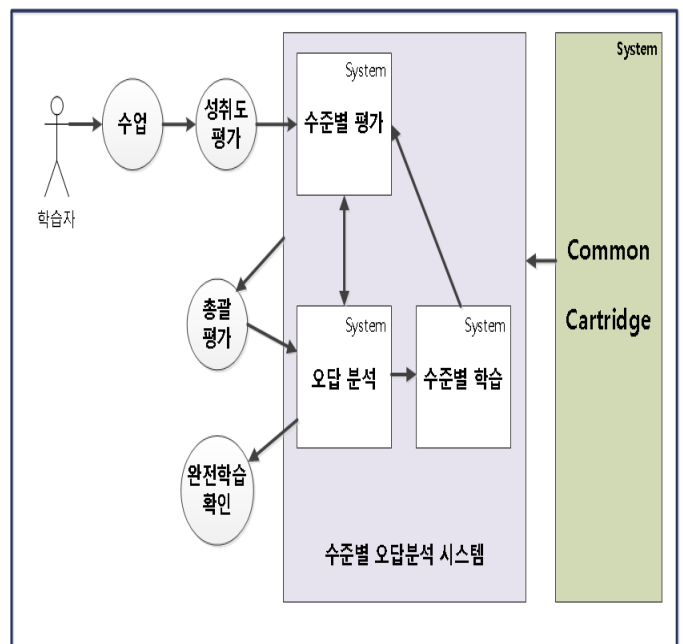 System
System
수업
성취도
평가
수준별 평가
학습자
Common
Cartridge
총괄
평가
System
오답 분석
System
수준별 학습
완전학습
확인
수준별 오답분석 시스템